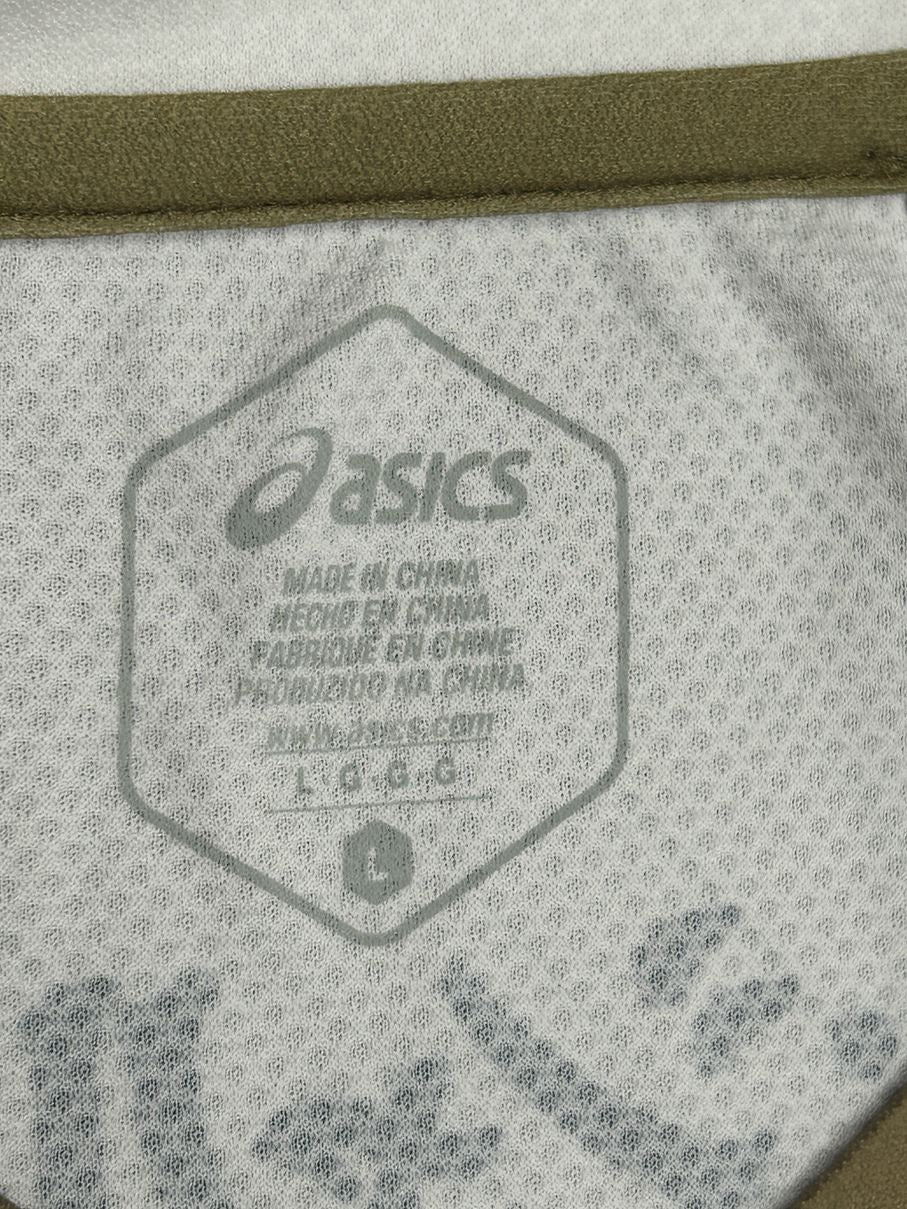 asics
MADE IN CHINA
HECHO EN CHINA
FABRIQUÉ EN CHINE
PRODUZIDO NA CHINA
www.asics.com
L · G · G · G
L